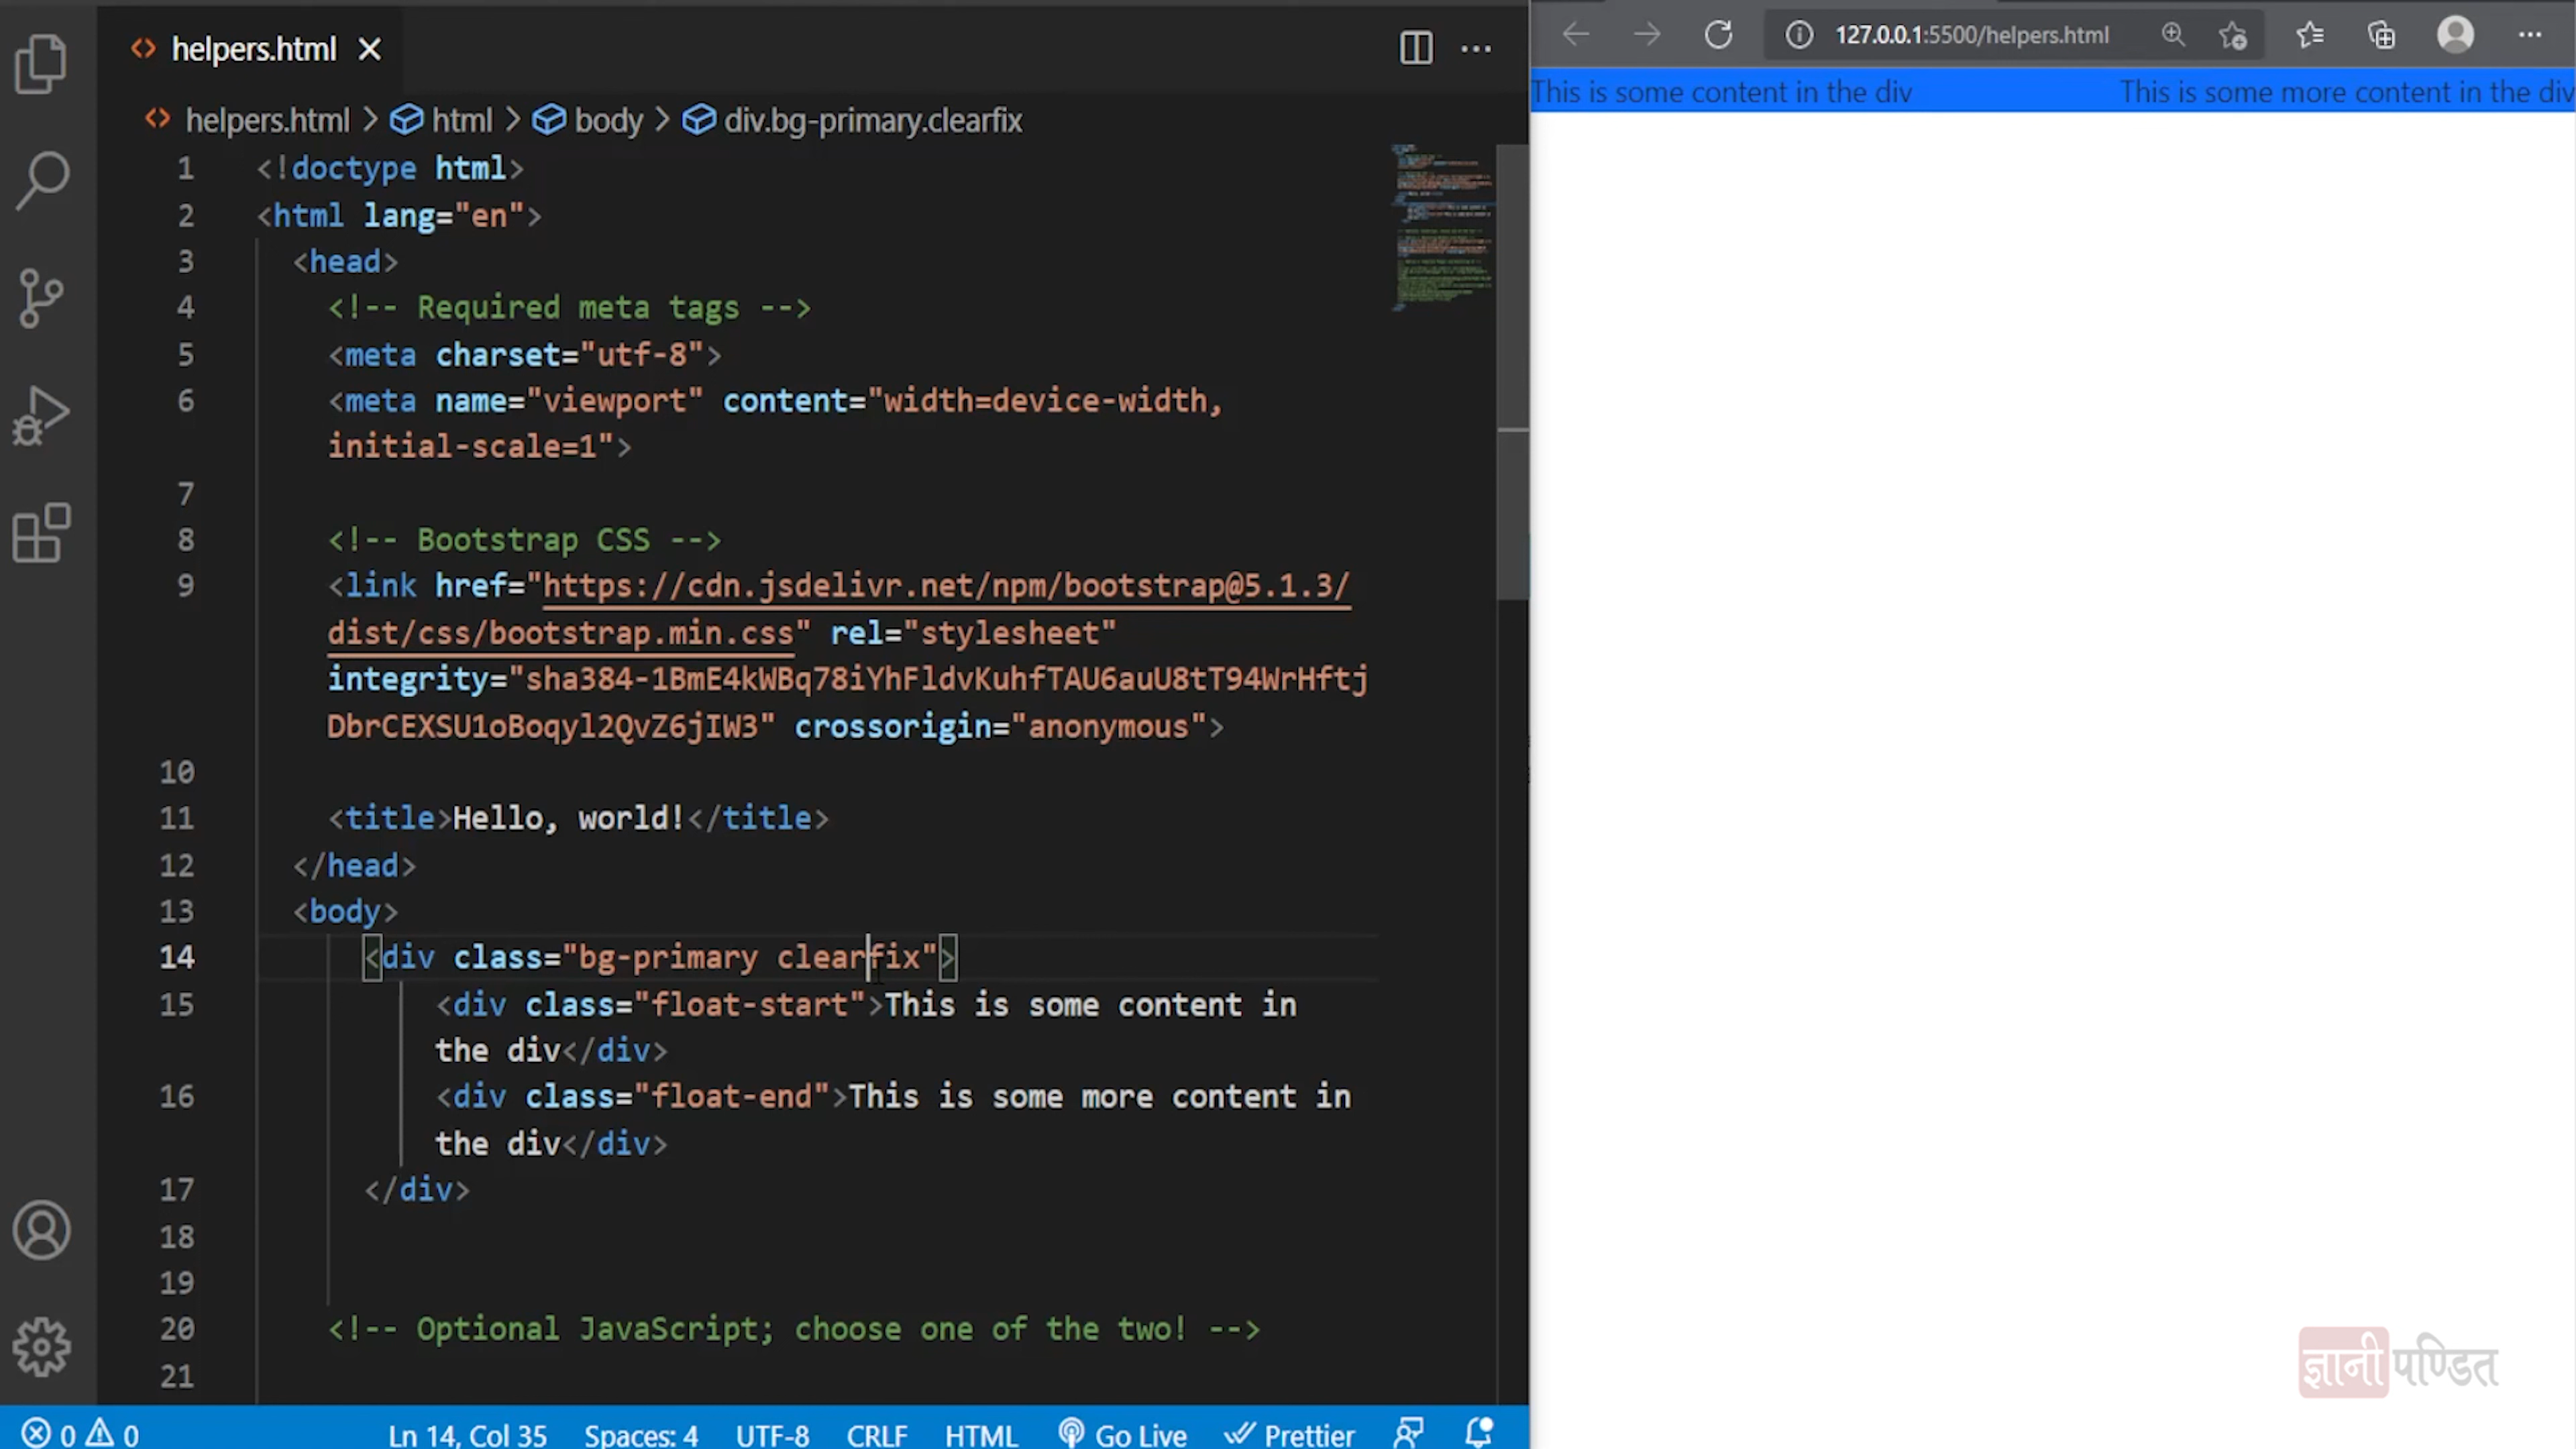 helpers.html
127.0.0.1:5500/helpers.html
helpers.html > html > body > div.bg-primary.clearfix
1 <!doctype html>
2 <html lang="en">
3 <head>
4 <!-- Required meta tags -->
5 <meta charset="utf-8">
6 <meta name="viewport" content="width=device-width,
initial-scale=1">
7
8 <!-- Bootstrap CSS -->
9 <link href="https://cdn.jsdelivr.net/npm/bootstrap@5.1.3/
dist/css/bootstrap.min.css" rel="stylesheet"
integrity="sha384-1BmE4kWBq78iYhFldvKuhfTAU6auU8tT94WrHftj
DbrCEXSU1oBoqyl2QvZ6jIW3" crossorigin="anonymous">
10
11 <title>Hello, world!</title>
12 </head>
13 <body>
14 <div class="bg-primary clearfix">
15 <div class="float-start">This is some content in
the div</div>
16 <div class="float-end">This is some more content in
the div</div>
17 </div>
18
19
20 <!-- Optional JavaScript; choose one of the two! -->
21
0 0 Ln 14, Col 35 Spaces: 4 UTF-8 CRLF HTML Go Live Prettier
This is some content in the div This is some more content in the div
ज्ञानी पण्डित